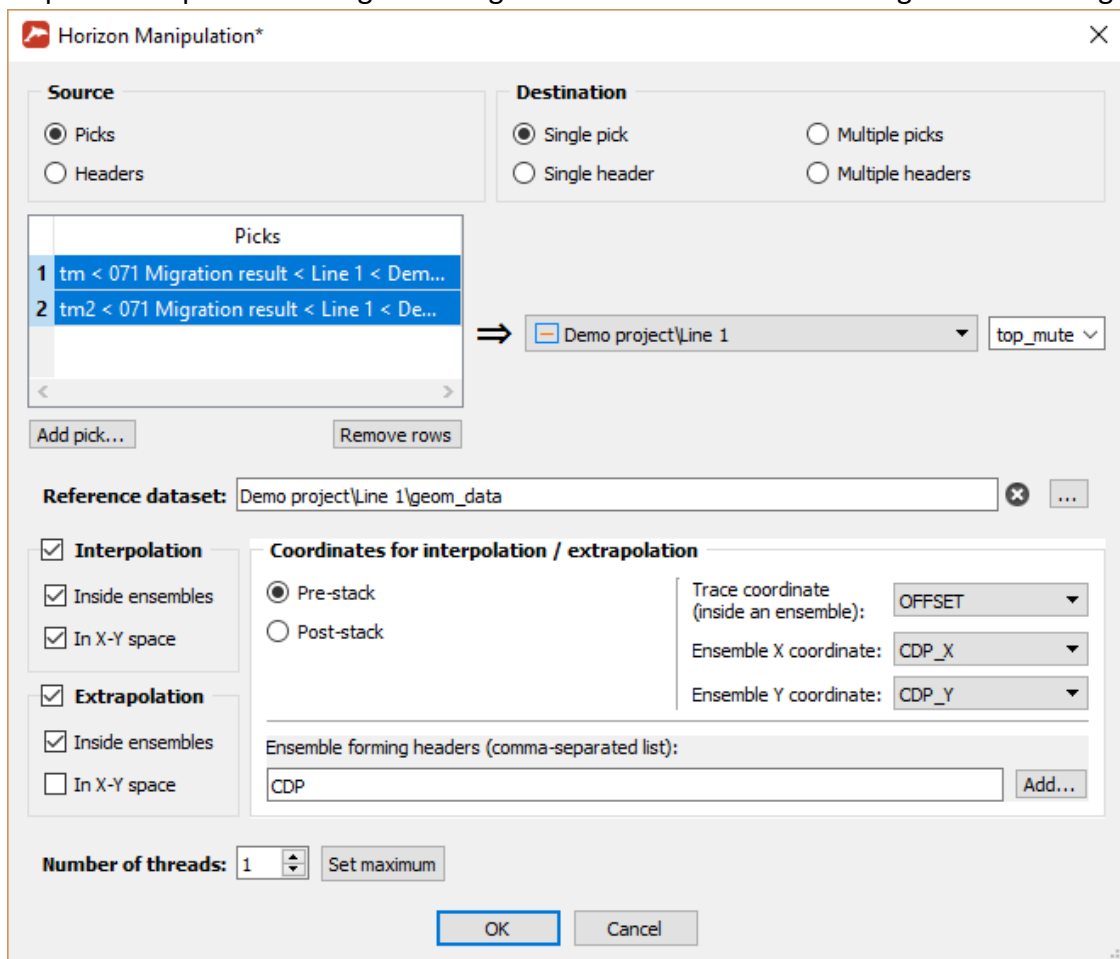 Horizon Manipulation*
Source
Picks
Headers
Destination
Single pick
Multiple picks
Single header
Multiple headers
Picks
1 tm < 071 Migration result < Line 1 < Dem...
2 tm2 < 071 Migration result < Line 1 < De...
⇒ Demo project\Line 1
top_mute
Add pick...
Remove rows
Reference dataset: Demo project\Line 1\geom_data
...
Interpolation
Inside ensembles
In X-Y space
Extrapolation
Inside ensembles
In X-Y space
Coordinates for interpolation / extrapolation
Pre-stack
Post-stack
Trace coordinate
(inside an ensemble): OFFSET
Ensemble X coordinate: CDP_X
Ensemble Y coordinate: CDP_Y
Ensemble forming headers (comma-separated list):
CDP
Add...
Number of threads: 1
Set maximum
OK
Cancel